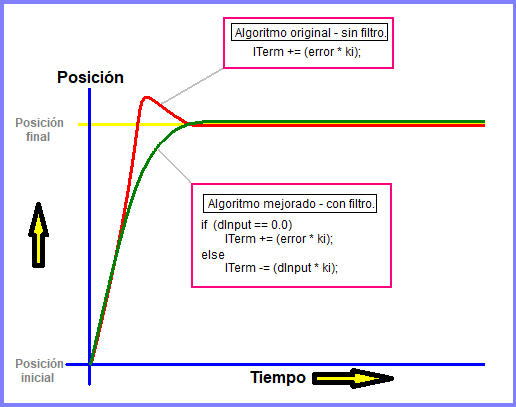 Algoritmo original - sin filtro.
ITerm += (error * ki);
Posición
Posición
final
Algoritmo mejorado - con filtro.
if (dInput == 0.0)
ITerm += (error * ki);
else
ITerm -= (dInput * ki);
Posición
inicial
Tiempo